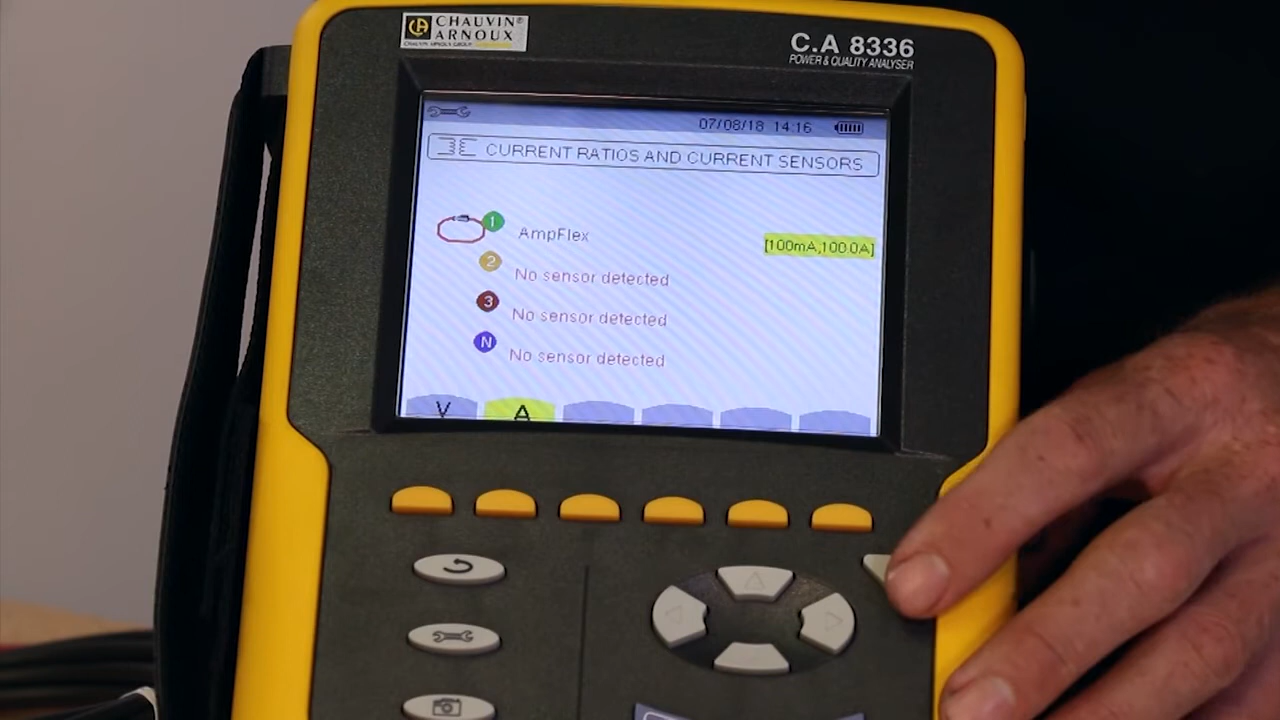 CHAUVIN®
ARNOUX
C.A 8336
POWER & QUALITY ANALYSER
07/08/18 14:16
CURRENT RATIOS AND CURRENT SENSORS
1 AmpFlex [100mA,100.0A]
2 No sensor detected
3 No sensor detected
N No sensor detected
V A